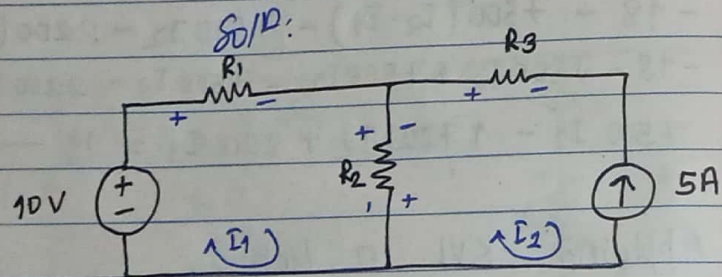 Sol:
R1
R3
+ - + -
+ -
R2
10V
+
-
↑ 5A
+
I1
I2